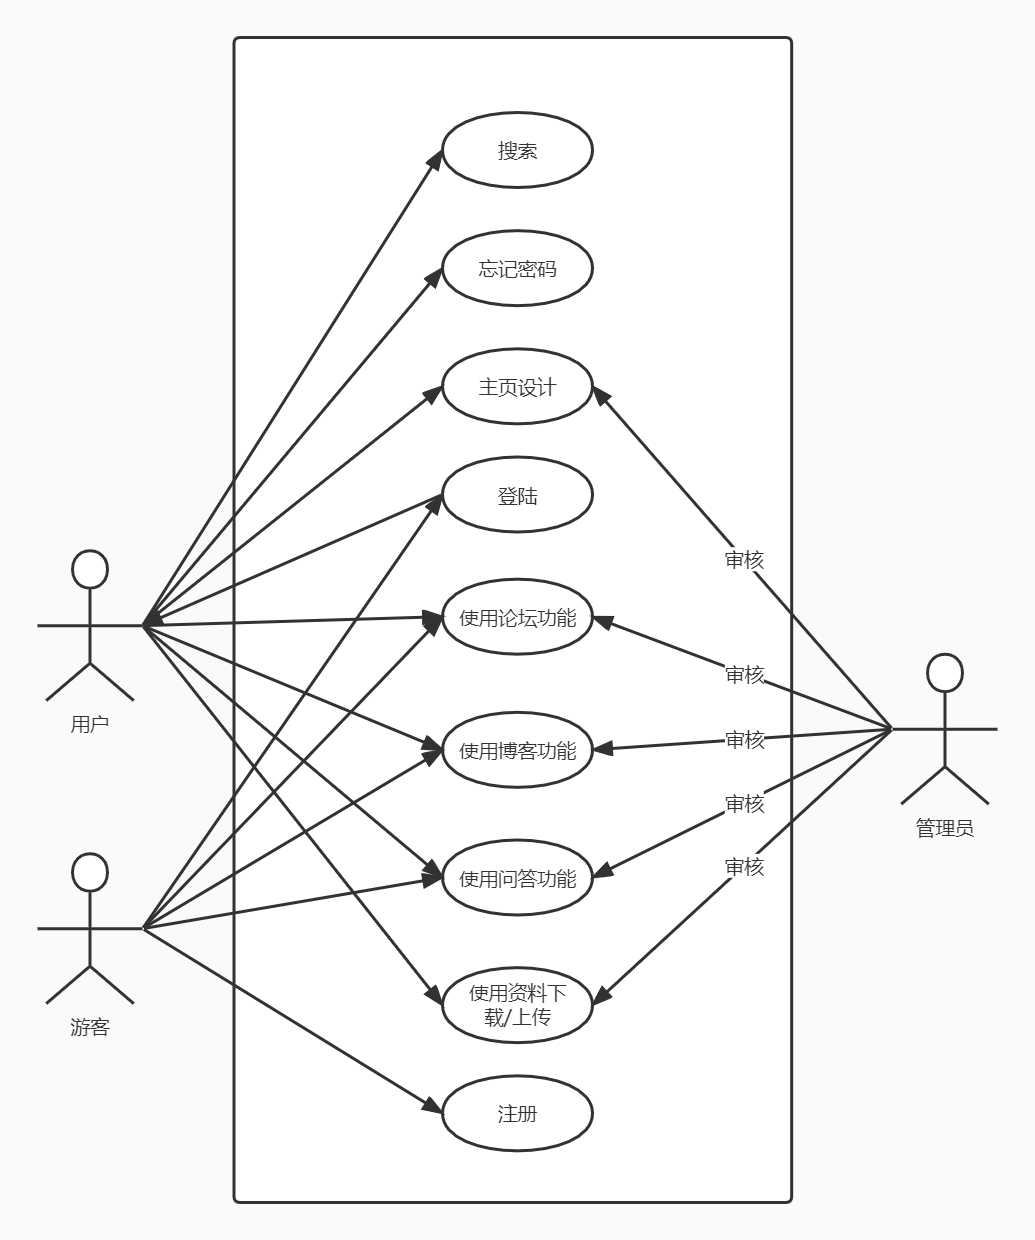 搜索
忘记密码
主页设计
登陆
审核
使用论坛功能
审核
用户
审核
使用博客功能
审核
管理员
审核
使用问答功能
使用资料下
载/上传
游客
注册